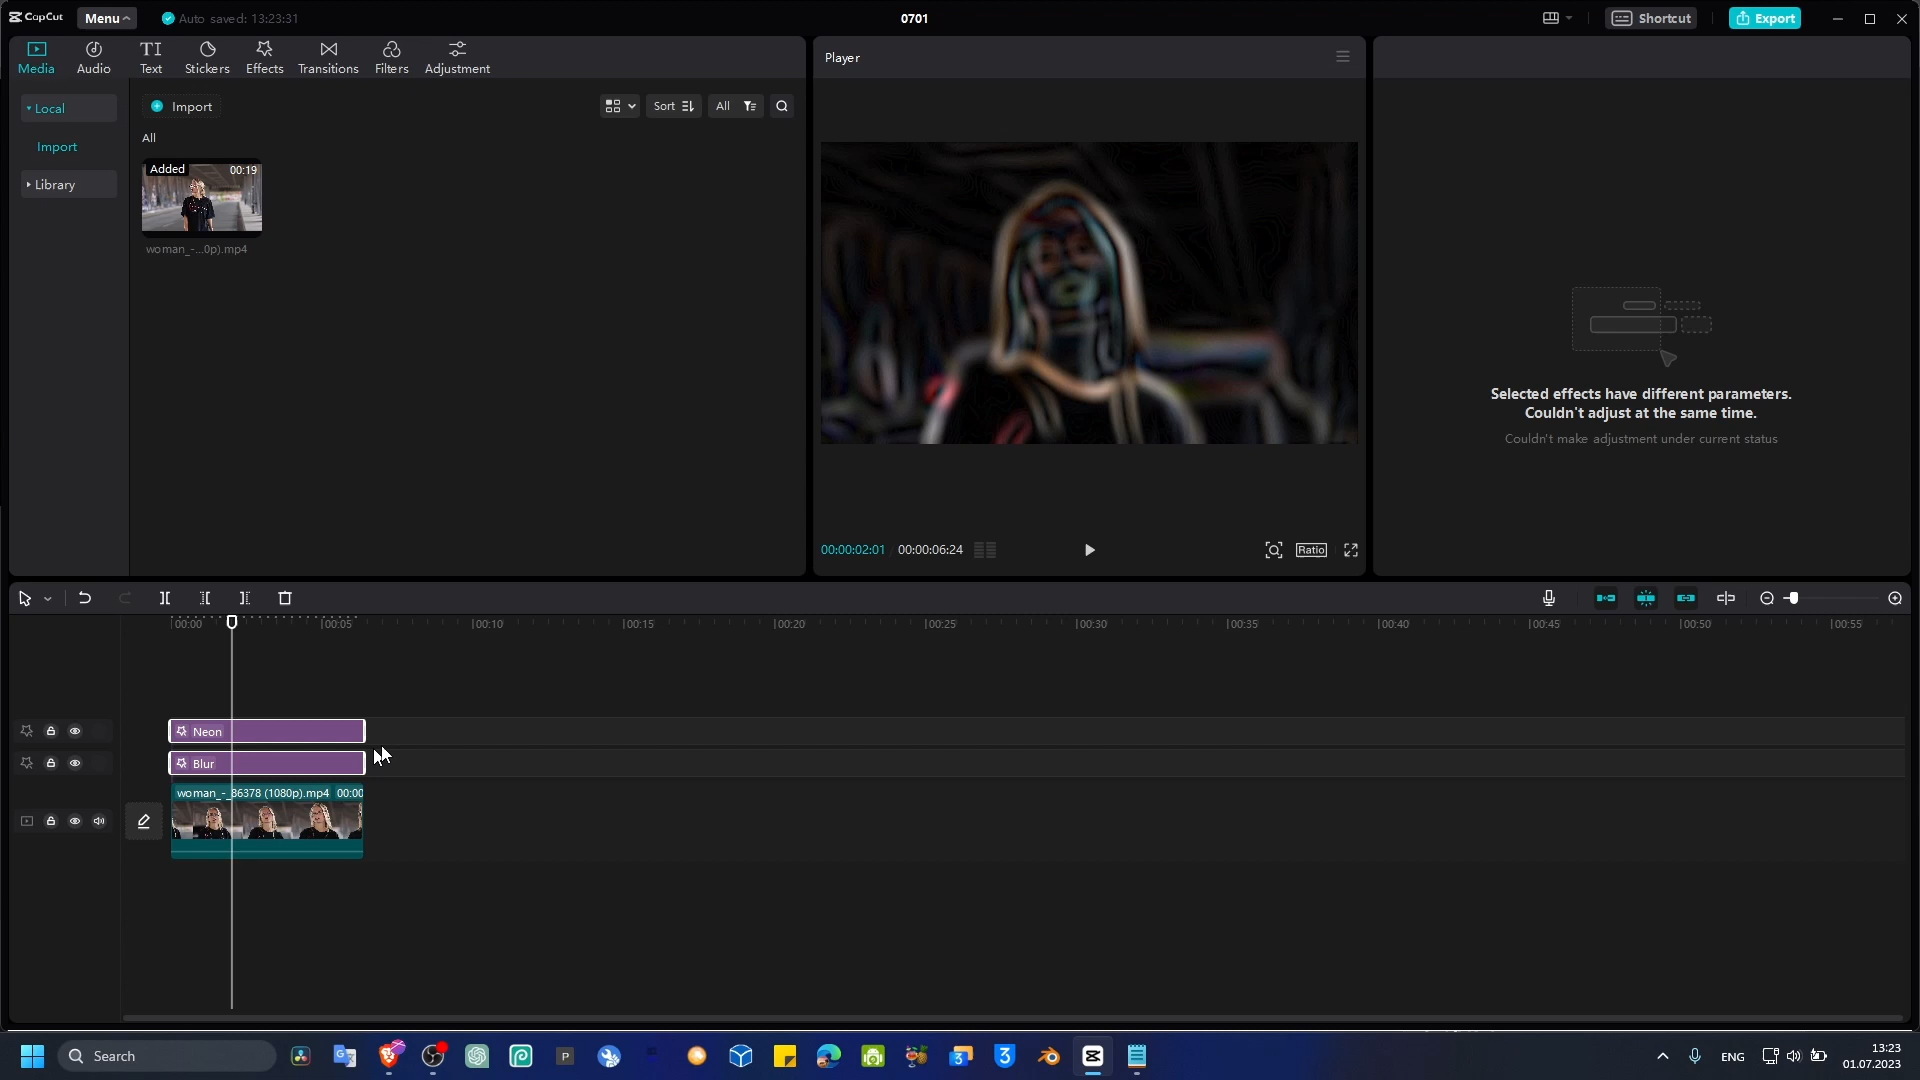 CapCut
Menu
Auto saved: 13:23:31
0701
Shortcut
Export
Media
Audio
TI
Text
Stickers
Effects
Transitions
Filters
Adjustment
Local
Import
Library
Import
Sort
All
All
Added
00:19
woman_-...0p).mp4
Player
00:00:02:01
00:00:06:24
Ratio
Selected effects have different parameters.
Couldn't adjust at the same time.
Couldn't make adjustment under current status
00:00
00:05
00:10
00:15
00:20
00:25
00:30
00:35
00:40
00:45
00:50
00:55
Neon
Blur
woman_-_86378 (1080p).mp4 00:00
Search
P
3
3
ENG
13:23
01.07.2023